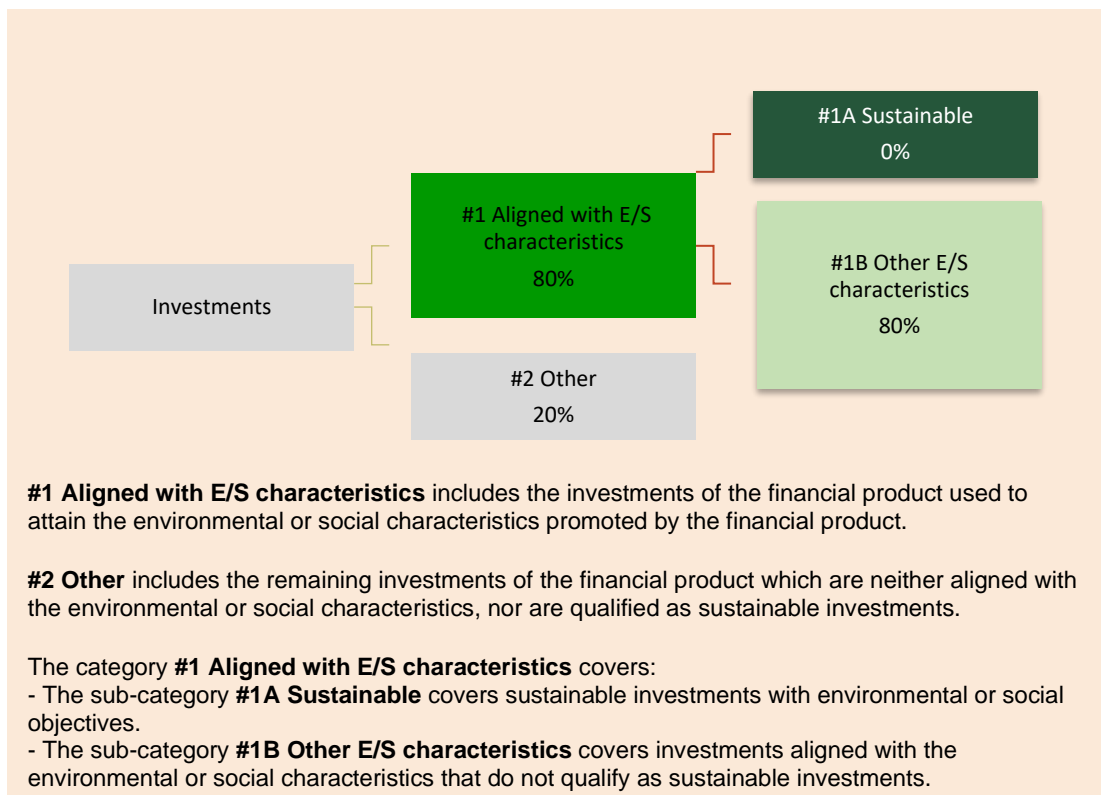 #1A Sustainable
0%
#1 Aligned with E/S
characteristics
80%
#1B Other E/S
characteristics
80%
Investments
#2 Other
20%
#1 Aligned with E/S characteristics includes the investments of the financial product used to
attain the environmental or social characteristics promoted by the financial product.
#2 Other includes the remaining investments of the financial product which are neither aligned with
the environmental or social characteristics, nor are qualified as sustainable investments.
The category #1 Aligned with E/S characteristics covers:
- The sub-category #1A Sustainable covers sustainable investments with environmental or social
objectives.
- The sub-category #1B Other E/S characteristics covers investments aligned with the
environmental or social characteristics that do not qualify as sustainable investments.